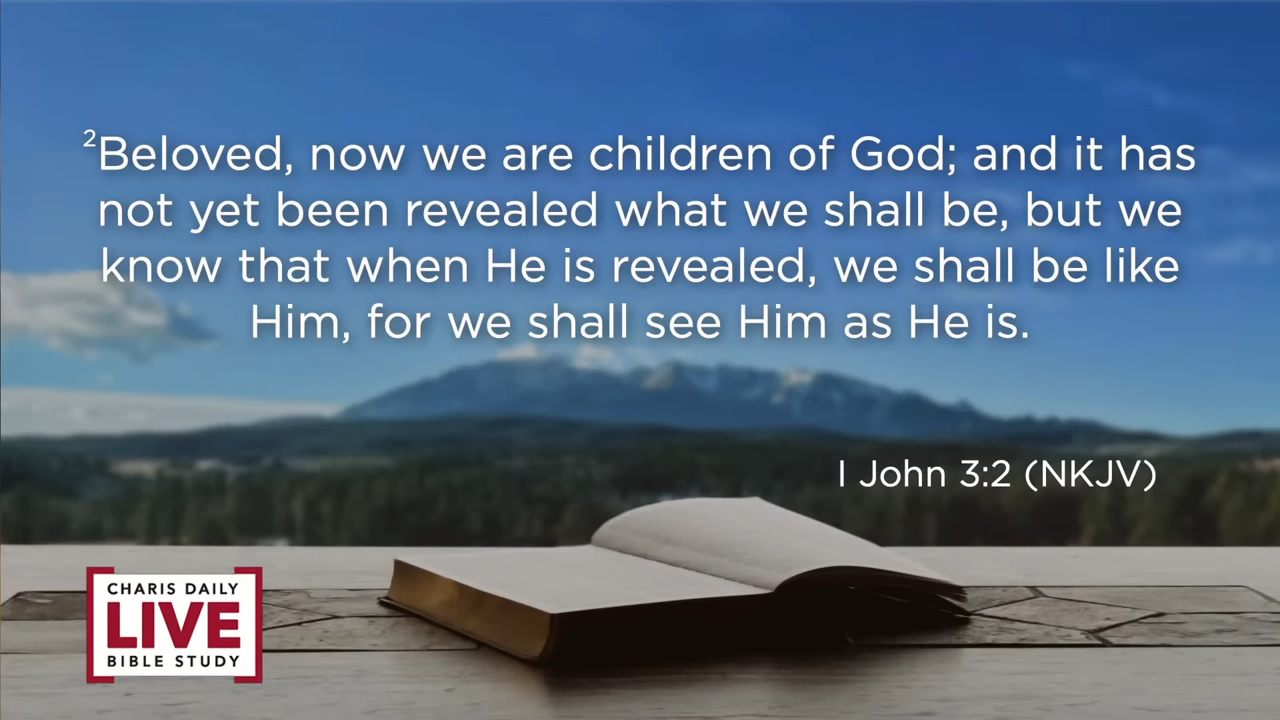 ²Beloved, now we are children of God; and it has
not yet been revealed what we shall be, but we
know that when He is revealed, we shall be like
Him, for we shall see Him as He is.
I John 3:2 (NKJV)
CHARIS DAILY
LIVE
BIBLE STUDY